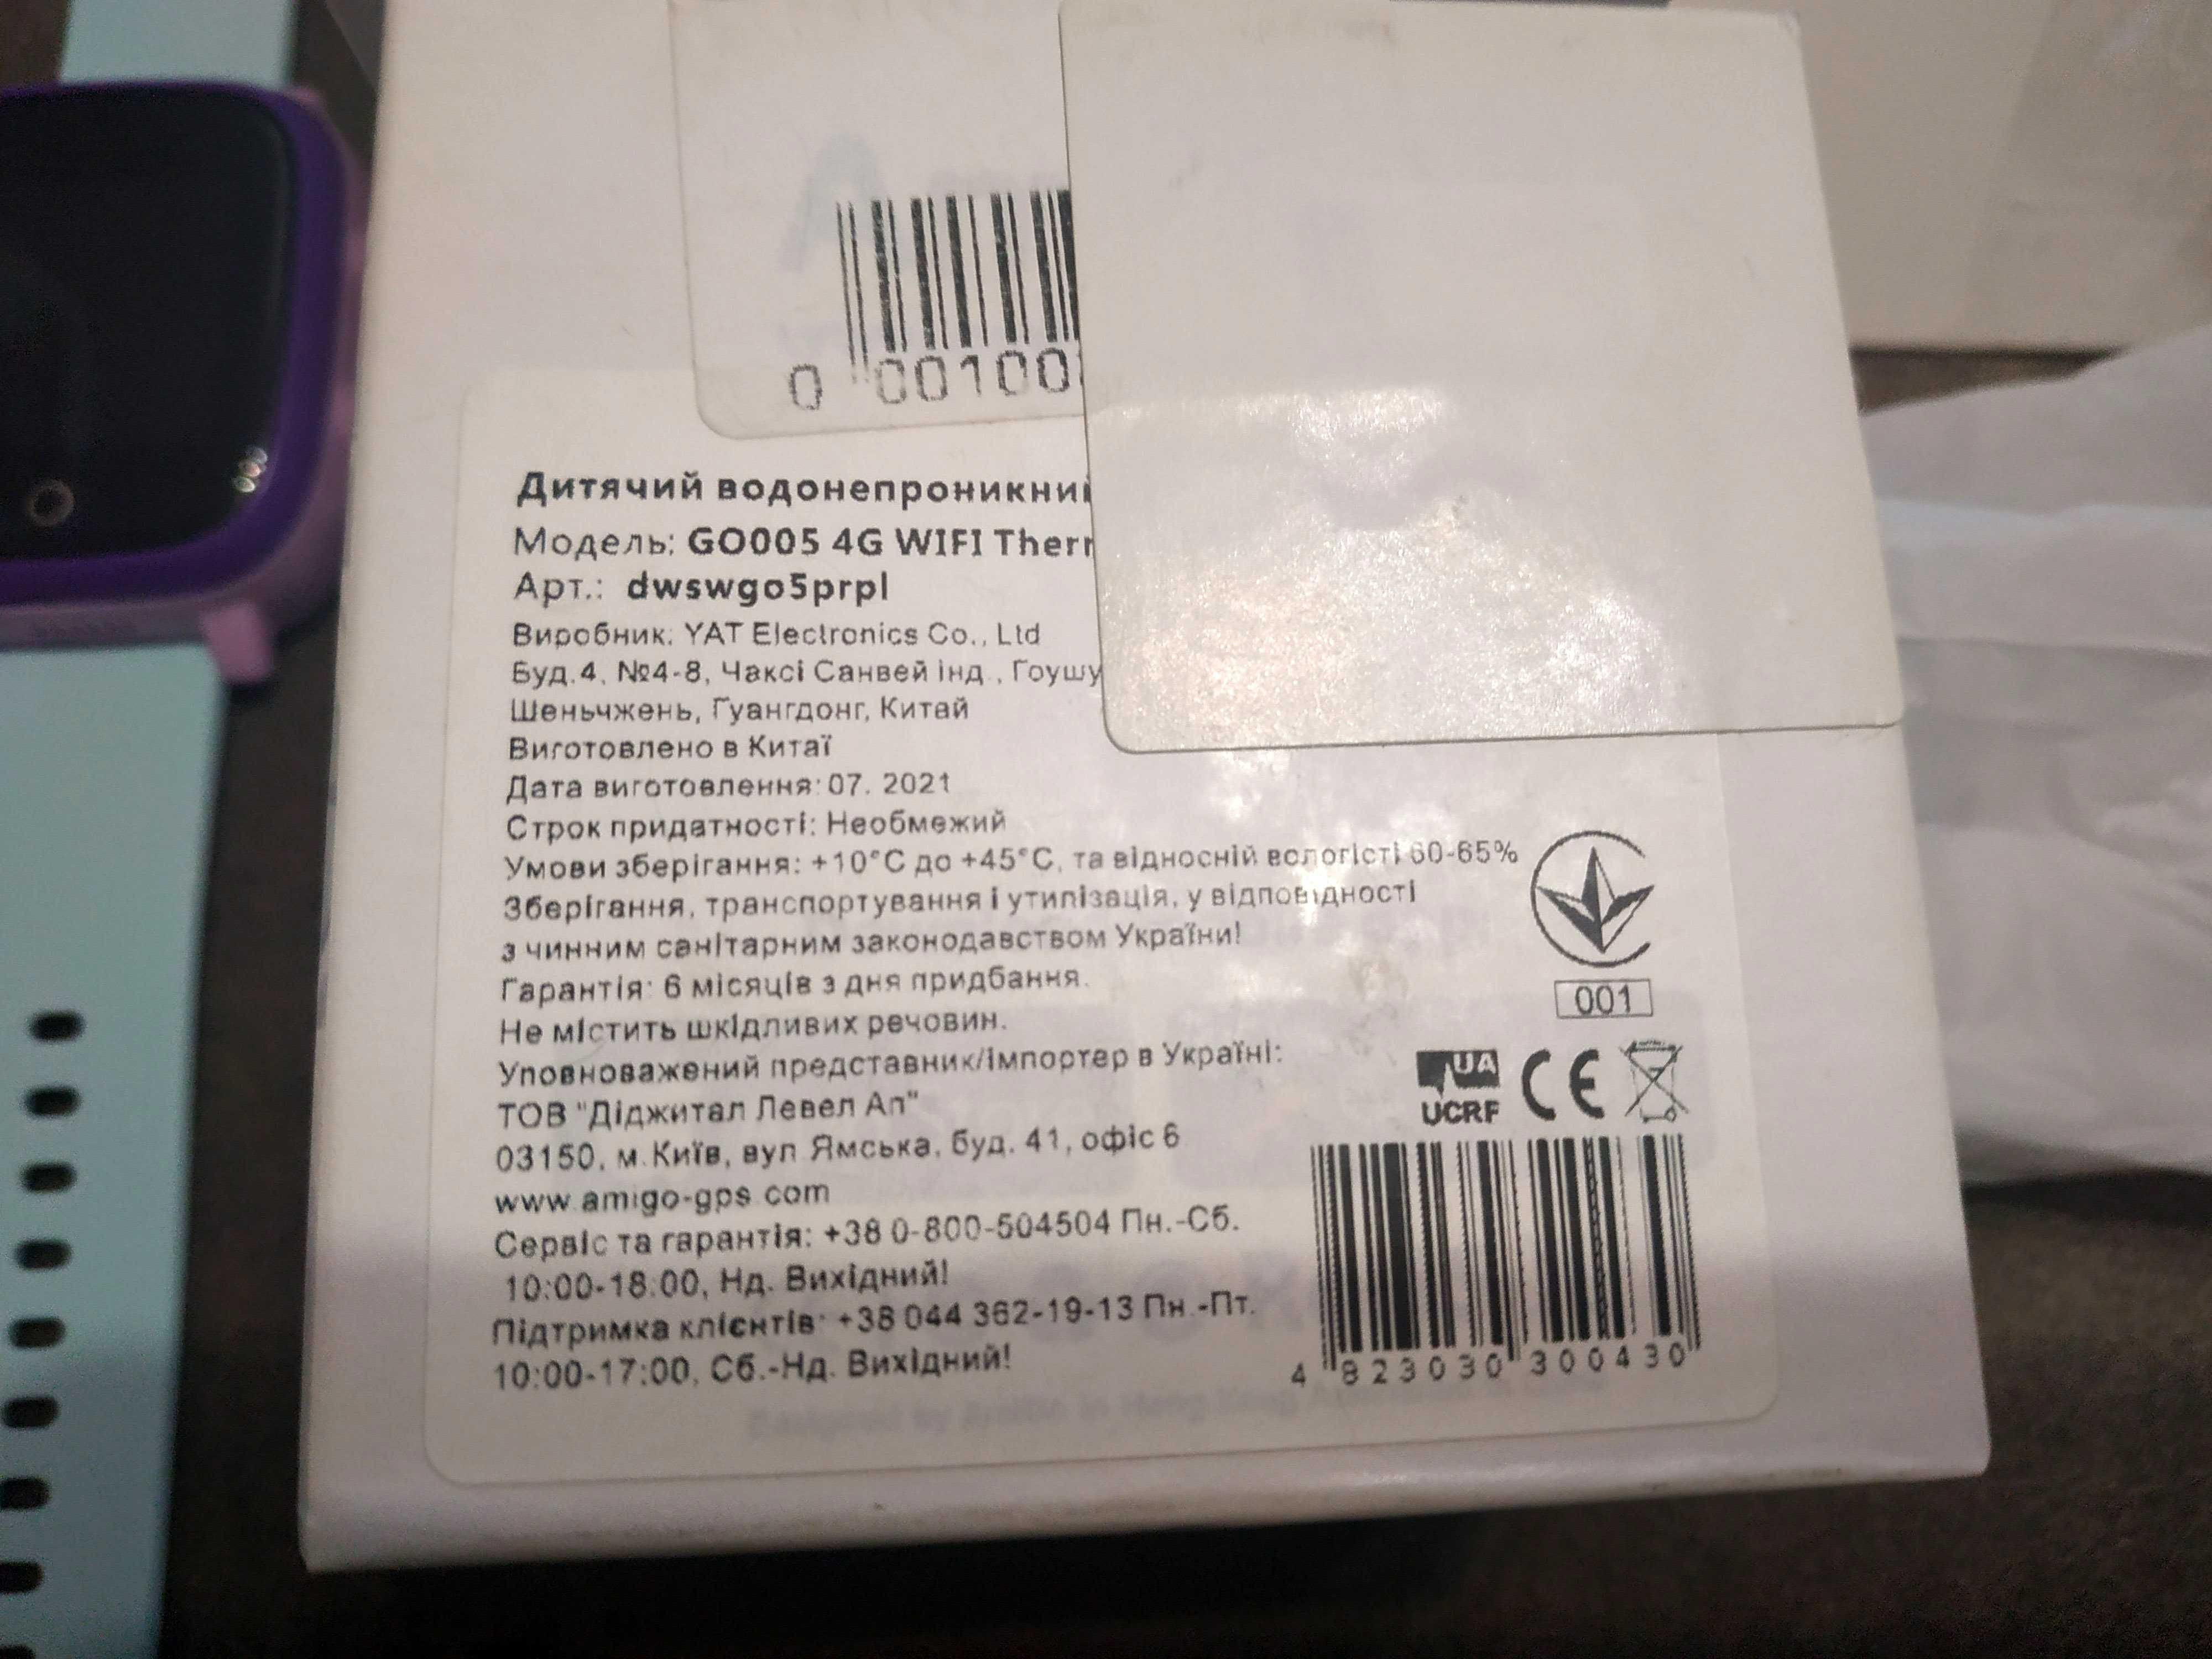 0 00100
Дитячий водонепроникний
Модель: GO005 4G WIFI Ther
Арт.: dwswgo5prpl
Виробник: YAT Electronics Co., Ltd
Буд.4, №4-8, Чаксі Санвей інд., Гоушу
Шеньчжень, Гуангдонг, Китай
Виготовлено в Китаї
Дата виготовлення: 07. 2021
Строк придатності: Необмежий
Умови зберігання: +10°C до +45°C, та відносній вологісті 60-65%
Зберігання, транспортування і утилізація, у відповідності
з чинним санітарним законодавством України!
Гарантія: 6 місяців з дня придбання.
Не містить шкідливих речовин.
Уповноважений представник/імпортер в Україні:
ТОВ "Діджитал Левел Ап"
03150, м.Київ, вул Ямська, буд. 41, офіс 6
www.amigo-gps.com
Сервіс та гарантія: +38 0-800-504504 Пн.-Сб.
10:00-18:00, Нд. Вихідний!
Підтримка клієнтів: +38 044 362-19-13 Пн.-Пт.
10:00-17:00, Сб.-Нд. Вихідний!
001
UA
UCRF CE
4 823030 300430